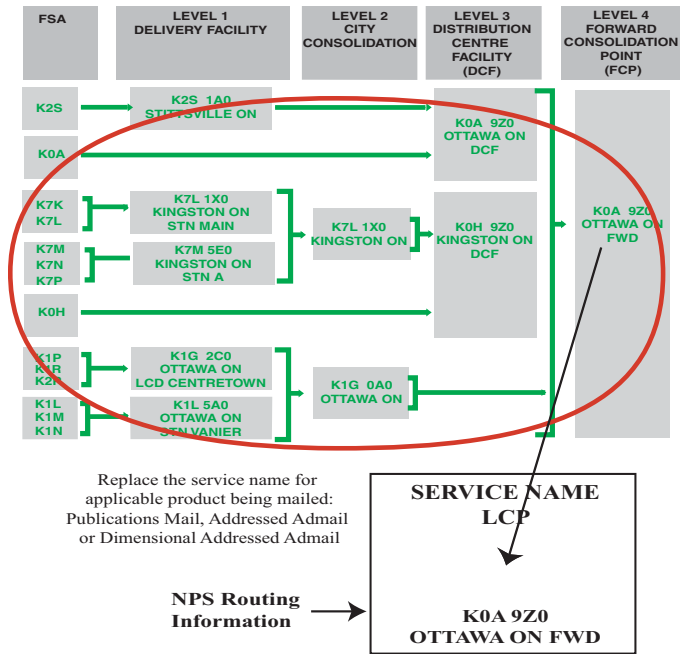 FSA
LEVEL 1
DELIVERY FACILITY
LEVEL 2
CITY
CONSOLIDATION
LEVEL 3
DISTRIBUTION
CENTRE
FACILITY
(DCF)
LEVEL 4
FORWARD
CONSOLIDATION
POINT
(FCP)
K2S
K2S 1A0
STITTSVILLE ON
K0A 9Z0
OTTAWA ON
DCF
K0A
K7K
K7L
K7L 1X0
KINGSTON ON
STN MAIN
K7L 1X0
KINGSTON ON
K0H 9Z0
KINGSTON ON
DCF
K0A 9Z0
OTTAWA ON
FWD
K7M
K7N
K7P
K7M 5E0
KINGSTON ON
STN A
K0H
K1P
K1R
K2P
K1G 2C0
OTTAWA ON
LCD CENTRETOWN
K1G 0A0
OTTAWA ON
K1L
K1M
K1N
K1L 5A0
OTTAWA ON
STN VANIER
Replace the service name for
applicable product being mailed:
Publications Mail, Addressed Admail
or Dimensional Addressed Admail
SERVICE NAME
LCP
NPS Routing
Information
K0A 9Z0
OTTAWA ON FWD